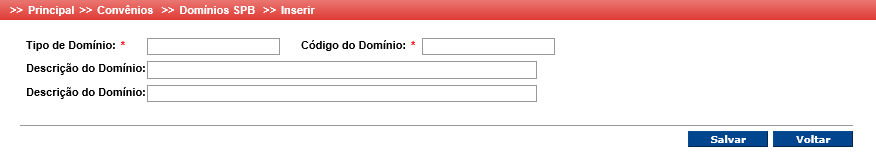 >> Principal >> Convênios >> Domínios SPB >> Inserir
Tipo de Domínio: * Código do Domínio: *
Descrição do Domínio:
Descrição do Domínio:
Salvar Voltar